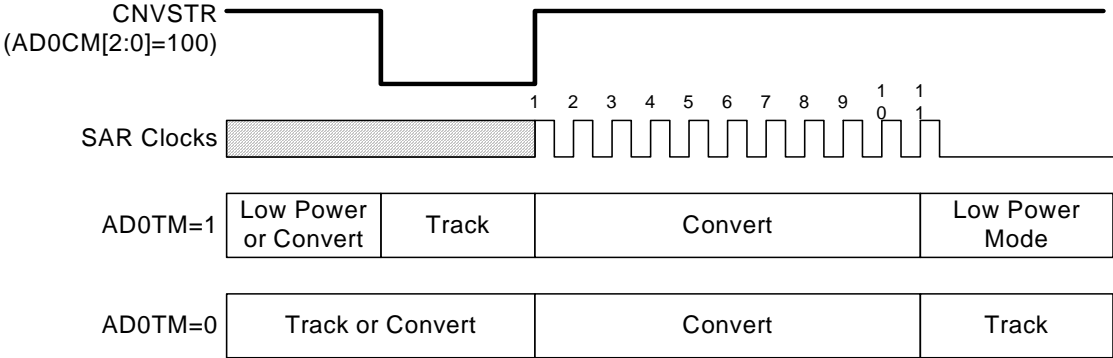 CNVSTR
(AD0CM[2:0]=100)
1 2 3 4 5 6 7 8 9 10 11
SAR Clocks
AD0TM=1
Low Power
or Convert
Track
Convert
Low Power
Mode
AD0TM=0
Track or Convert
Convert
Track